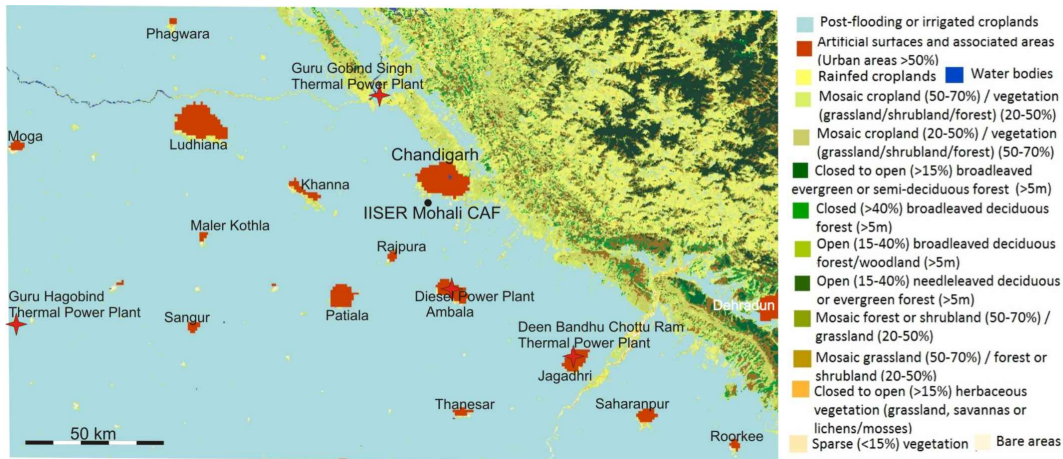 Phagwara
Guru Gobind Singh
Thermal Power Plant
Moga
Ludhiana
Chandigarh
Khanna
IISER Mohali CAF
Maler Kothla
Rajpura
Guru Hagobind
Thermal Power Plant
Sangur
Patiala
Diesel Power Plant
Ambala
Dehradun
Deen Bandhu Chottu Ram
Thermal Power Plant
Jagadhri
Thanesar
Saharanpur
Roorkee
50 km
Post-flooding or irrigated croplands
Artificial surfaces and associated areas
(Urban areas >50%)
Rainfed croplands Water bodies
Mosaic cropland (50-70%) / vegetation
(grassland/shrubland/forest) (20-50%)
Mosaic cropland (20-50%) / vegetation
(grassland/shrubland/forest) (50-70%)
Closed to open (>15%) broadleaved
evergreen or semi-deciduous forest (>5m)
Closed (>40%) broadleaved deciduous
forest (>5m)
Open (15-40%) broadleaved deciduous
forest/woodland (>5m)
Open (15-40%) needleleaved deciduous
or evergreen forest (>5m)
Mosaic forest or shrubland (50-70%) /
grassland (20-50%)
Mosaic grassland (50-70%) / forest or
shrubland (20-50%)
Closed to open (>15%) herbaceous
vegetation (grassland, savannas or
lichens/mosses)
Sparse (<15%) vegetation Bare areas